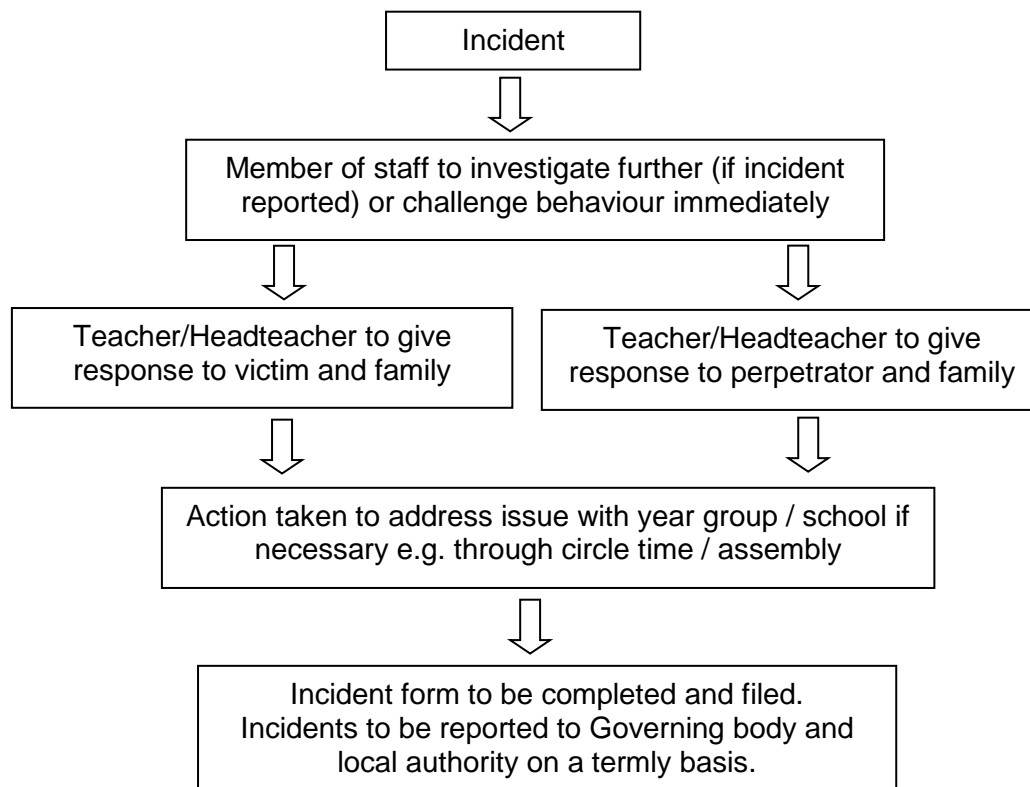 Incident
Member of staff to investigate further (if incident
reported) or challenge behaviour immediately
Teacher/Headteacher to give
response to victim and family
Teacher/Headteacher to give
response to perpetrator and family
Action taken to address issue with year group / school if
necessary e.g. through circle time / assembly
Incident form to be completed and filed.
Incidents to be reported to Governing body and
local authority on a termly basis.